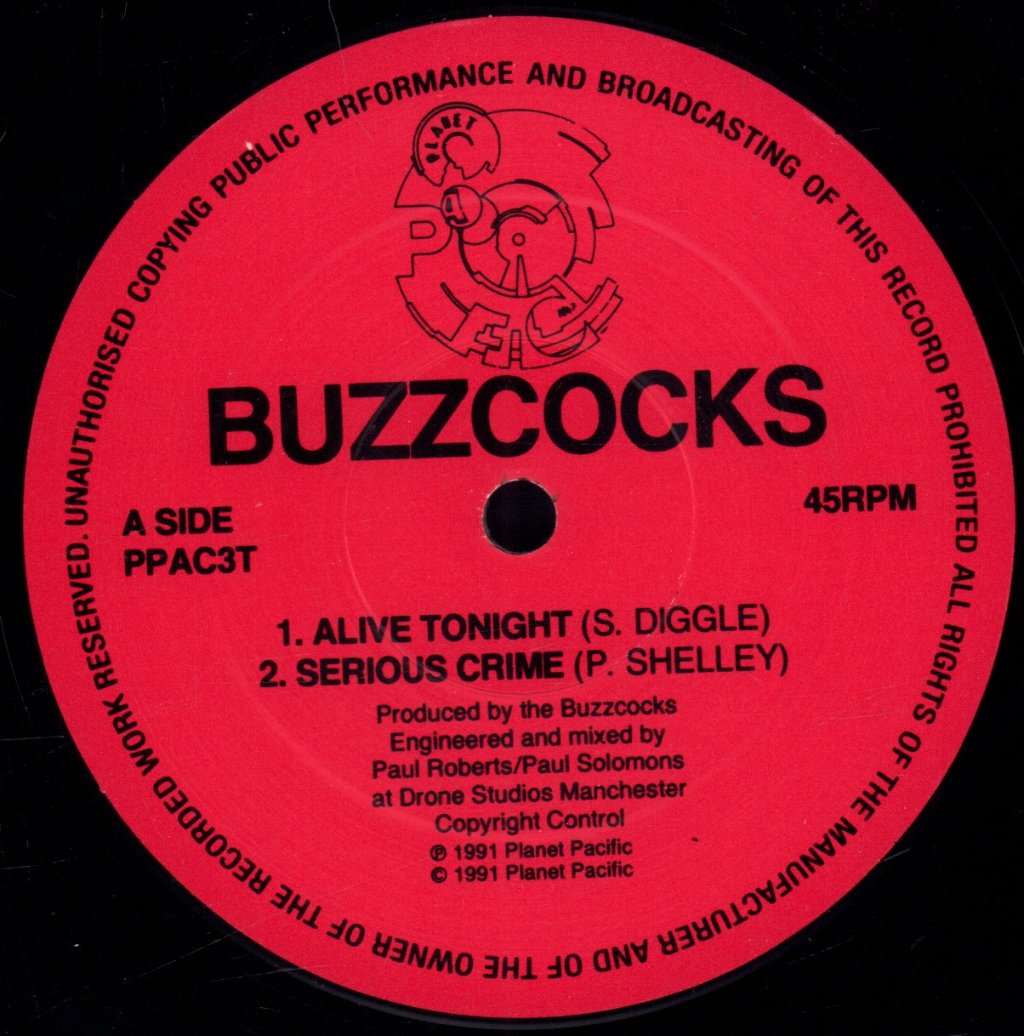 UNAUTHORISED COPYING PUBLIC PERFORMANCE AND BROADCASTING OF THIS RECORD PROHIBITED ALL RIGHTS OF THE MANUFACTURER AND OF THE OWNER OF THE RECORDED WORK RESERVED.
PLANET
PACIFIC
BUZZCOCKS
A SIDE
PPAC3T
45RPM
1. ALIVE TONIGHT (S. DIGGLE)
2. SERIOUS CRIME (P. SHELLEY)
Produced by the Buzzcocks
Engineered and mixed by
Paul Roberts/Paul Solomons
at Drone Studios Manchester
Copyright Control
℗ 1991 Planet Pacific
© 1991 Planet Pacific